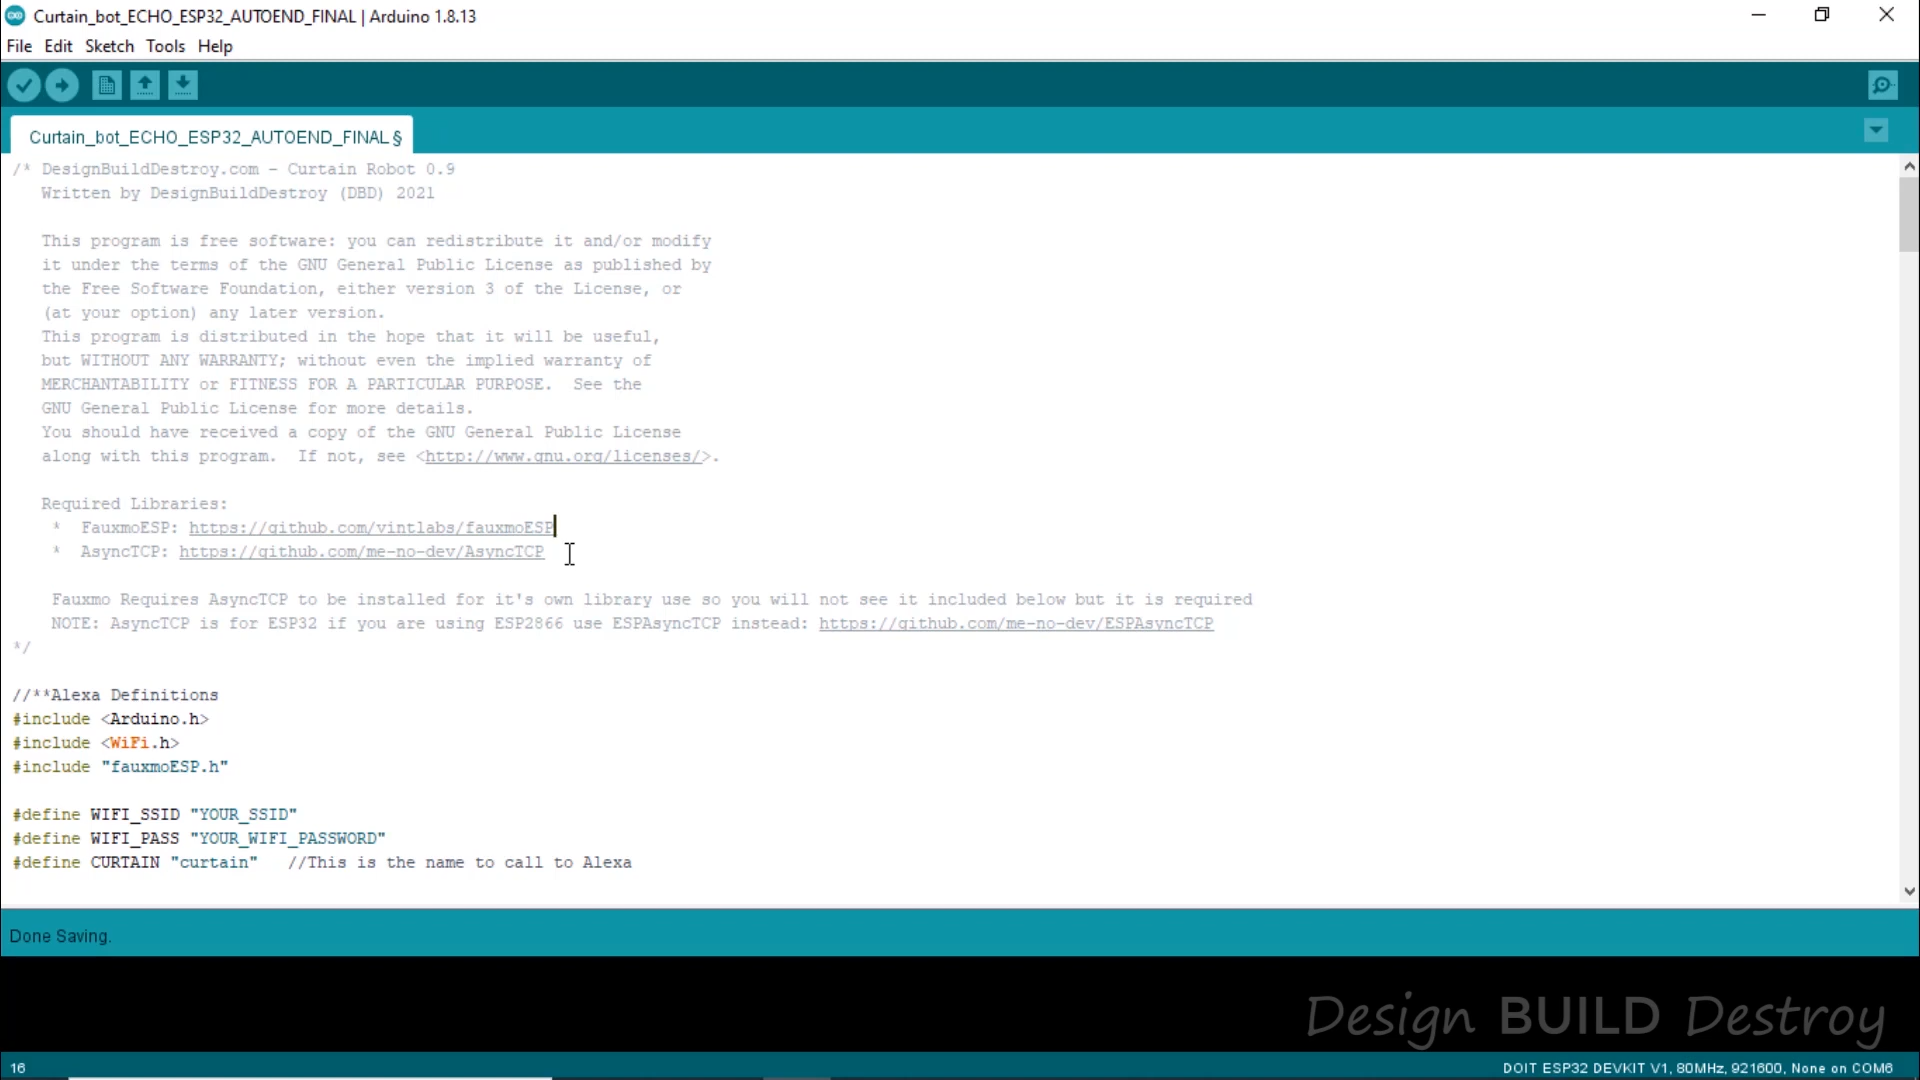 Curtain_bot_ECHO_ESP32_AUTOEND_FINAL | Arduino 1.8.13
File Edit Sketch Tools Help
Curtain_bot_ECHO_ESP32_AUTOEND_FINAL §
/* DesignBuildDestroy.com - Curtain Robot 0.9
Written by DesignBuildDestroy (DBD) 2021
This program is free software: you can redistribute it and/or modify
it under the terms of the GNU General Public License as published by
the Free Software Foundation, either version 3 of the License, or
(at your option) any later version.
This program is distributed in the hope that it will be useful,
but WITHOUT ANY WARRANTY; without even the implied warranty of
MERCHANTABILITY or FITNESS FOR A PARTICULAR PURPOSE.  See the
GNU General Public License for more details.
You should have received a copy of the GNU General Public License
along with this program.  If not, see <http://www.gnu.org/licenses/>.
Required Libraries:
*  FauxmoESP: https://github.com/vintlabs/fauxmoESP
*  AsyncTCP: https://github.com/me-no-dev/AsyncTCP
Fauxmo Requires AsyncTCP to be installed for it's own library use so you will not see it included below but it is required
NOTE: AsyncTCP is for ESP32 if you are using ESP2866 use ESPAsyncTCP instead: https://github.com/me-no-dev/ESPAsyncTCP
*/
//**Alexa Definitions
#include <Arduino.h>
#include <WiFi.h>
#include "fauxmoESP.h"
#define WIFI_SSID "YOUR_SSID"
#define WIFI_PASS "YOUR_WIFI_PASSWORD"
#define CURTAIN "curtain"   //This is the name to call to Alexa
Done Saving.
Design BUILD Destroy
16
DOIT ESP32 DEVKIT V1, 80MHz, 921600, None on COM6